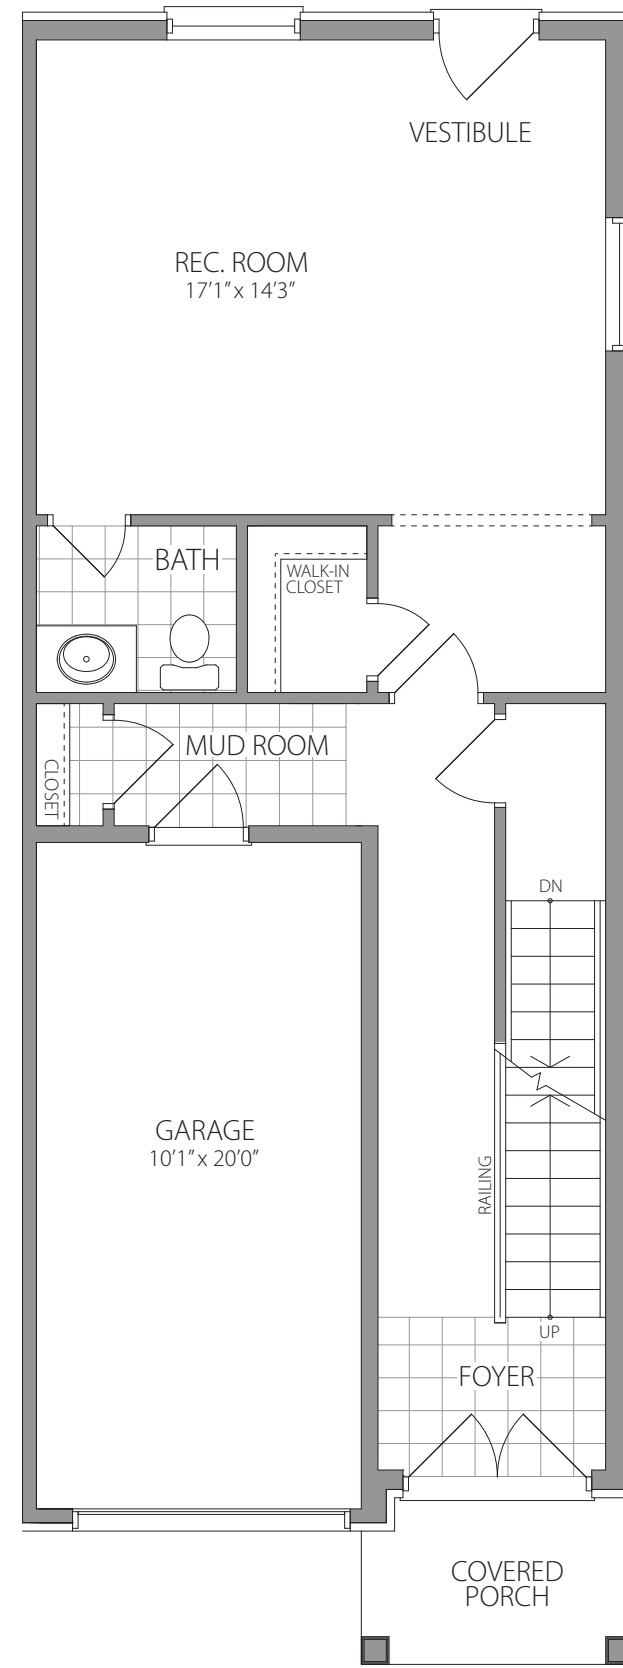 VESTIBULE
REC. ROOM
17'1" x 14'3"
BATH
WALK-IN
CLOSET
MUD ROOM
CLOSET
DN
GARAGE
10'1" x 20'0"
RAILING
UP
FOYER
COVERED
PORCH